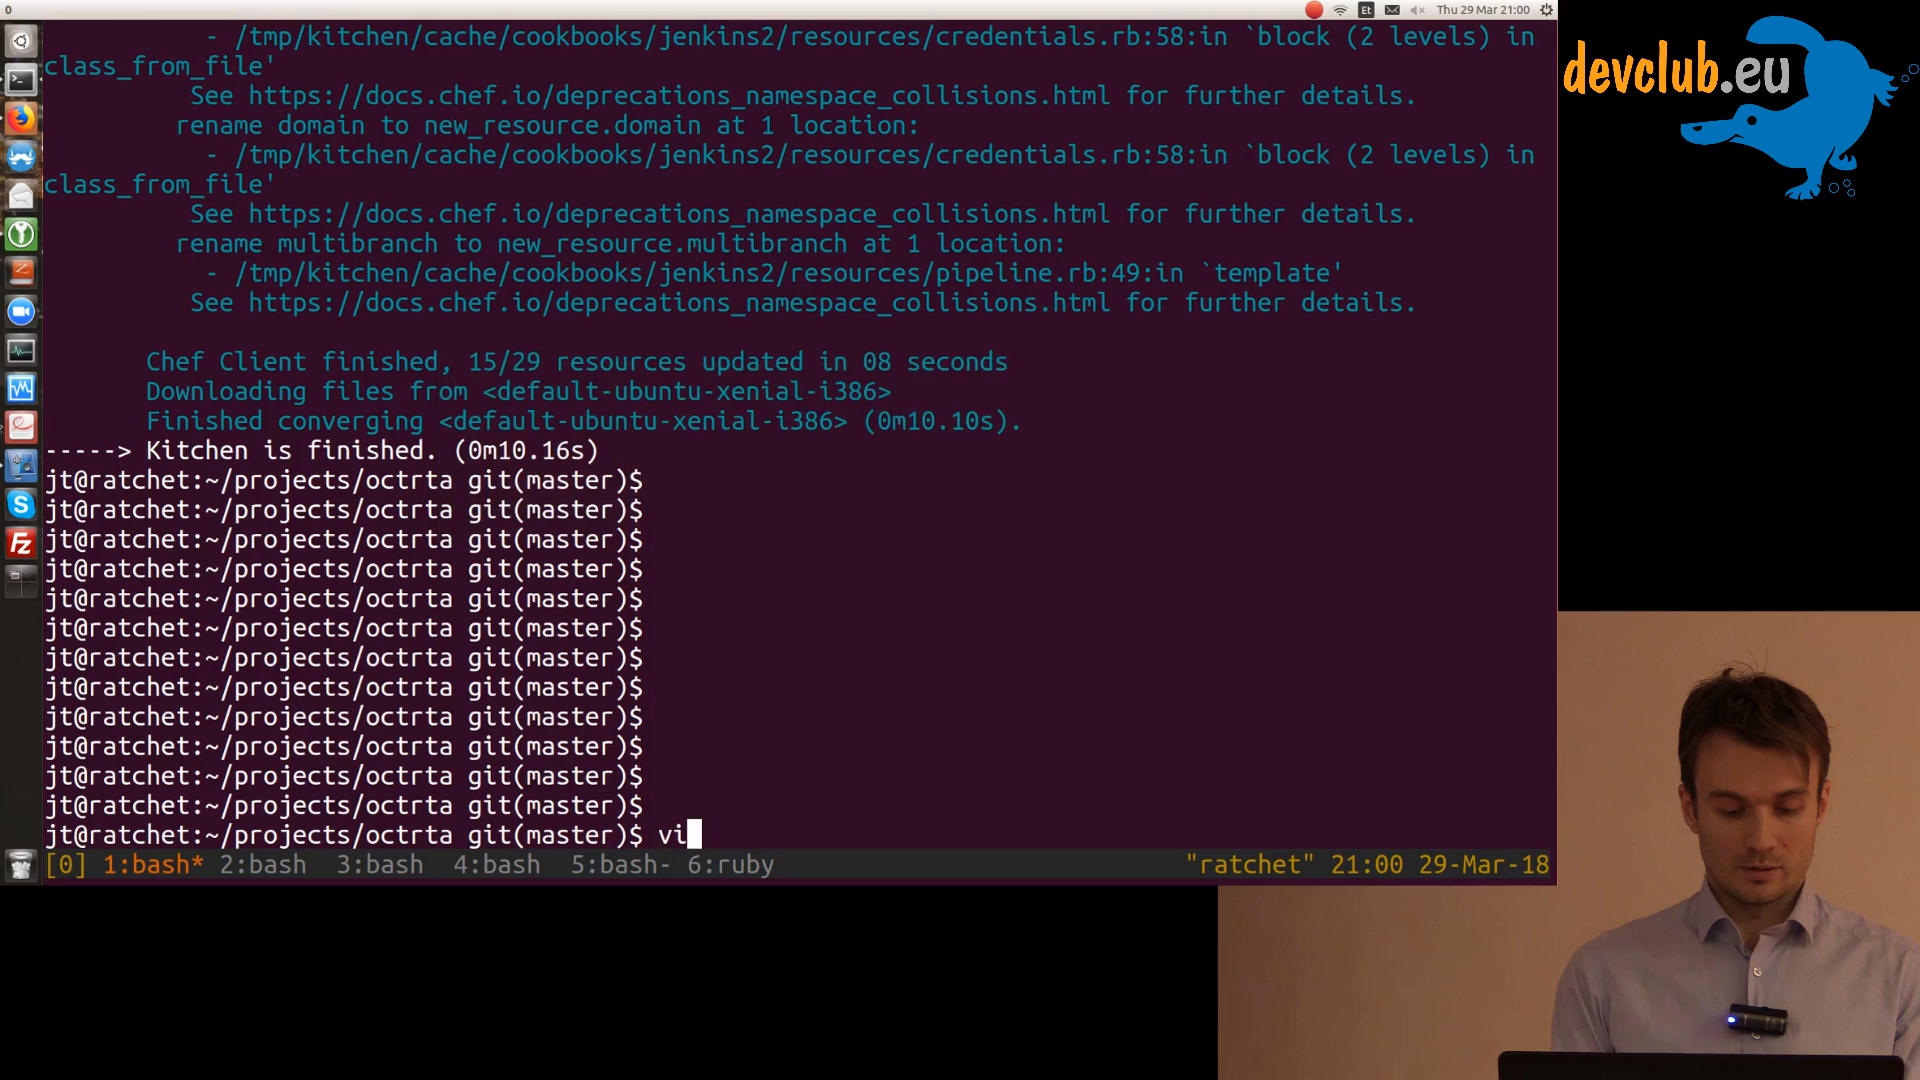 0
Et
Thu 29 Mar 21:00
- /tmp/kitchen/cache/cookbooks/jenkins2/resources/credentials.rb:58:in `block (2 levels) in
class_from_file'
See https://docs.chef.io/deprecations_namespace_collisions.html for further details.
rename domain to new_resource.domain at 1 location:
- /tmp/kitchen/cache/cookbooks/jenkins2/resources/credentials.rb:58:in `block (2 levels) in
class_from_file'
See https://docs.chef.io/deprecations_namespace_collisions.html for further details.
rename multibranch to new_resource.multibranch at 1 location:
- /tmp/kitchen/cache/cookbooks/jenkins2/resources/pipeline.rb:49:in `template'
See https://docs.chef.io/deprecations_namespace_collisions.html for further details.
Chef Client finished, 15/29 resources updated in 08 seconds
Downloading files from <default-ubuntu-xenial-i386>
Finished converging <default-ubuntu-xenial-i386> (0m10.10s).
-----> Kitchen is finished. (0m10.16s)
jt@ratchet:~/projects/octrta git(master)$
jt@ratchet:~/projects/octrta git(master)$
jt@ratchet:~/projects/octrta git(master)$
jt@ratchet:~/projects/octrta git(master)$
jt@ratchet:~/projects/octrta git(master)$
jt@ratchet:~/projects/octrta git(master)$
jt@ratchet:~/projects/octrta git(master)$
jt@ratchet:~/projects/octrta git(master)$
jt@ratchet:~/projects/octrta git(master)$
jt@ratchet:~/projects/octrta git(master)$
jt@ratchet:~/projects/octrta git(master)$
jt@ratchet:~/projects/octrta git(master)$
jt@ratchet:~/projects/octrta git(master)$ vi
[0] 1:bash* 2:bash 3:bash 4:bash 5:bash- 6:ruby "ratchet" 21:00 29-Mar-18
devclub.eu
S
Fz